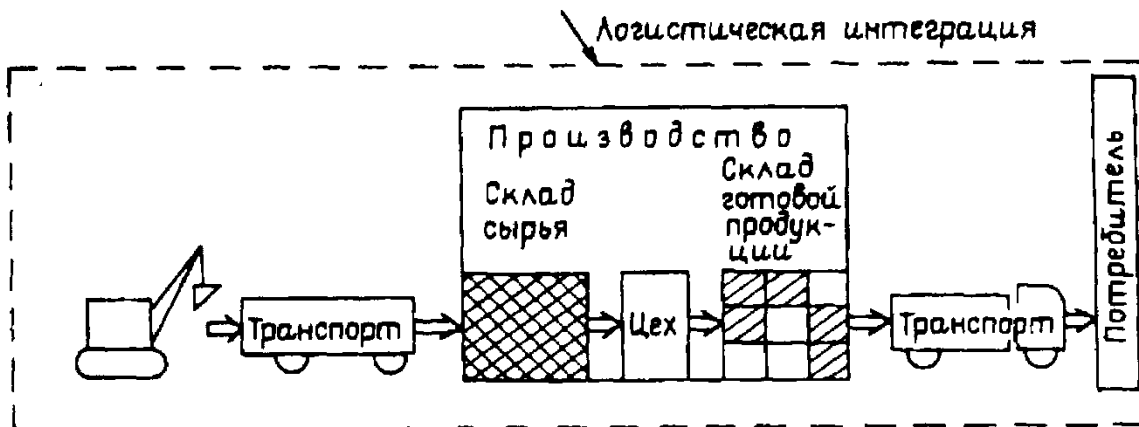 Логистическая интеграция
Производство
Склад
сырья
Склад
готовой
продук-
ции
Транспорт
Цех
Транспорт
Потребитель